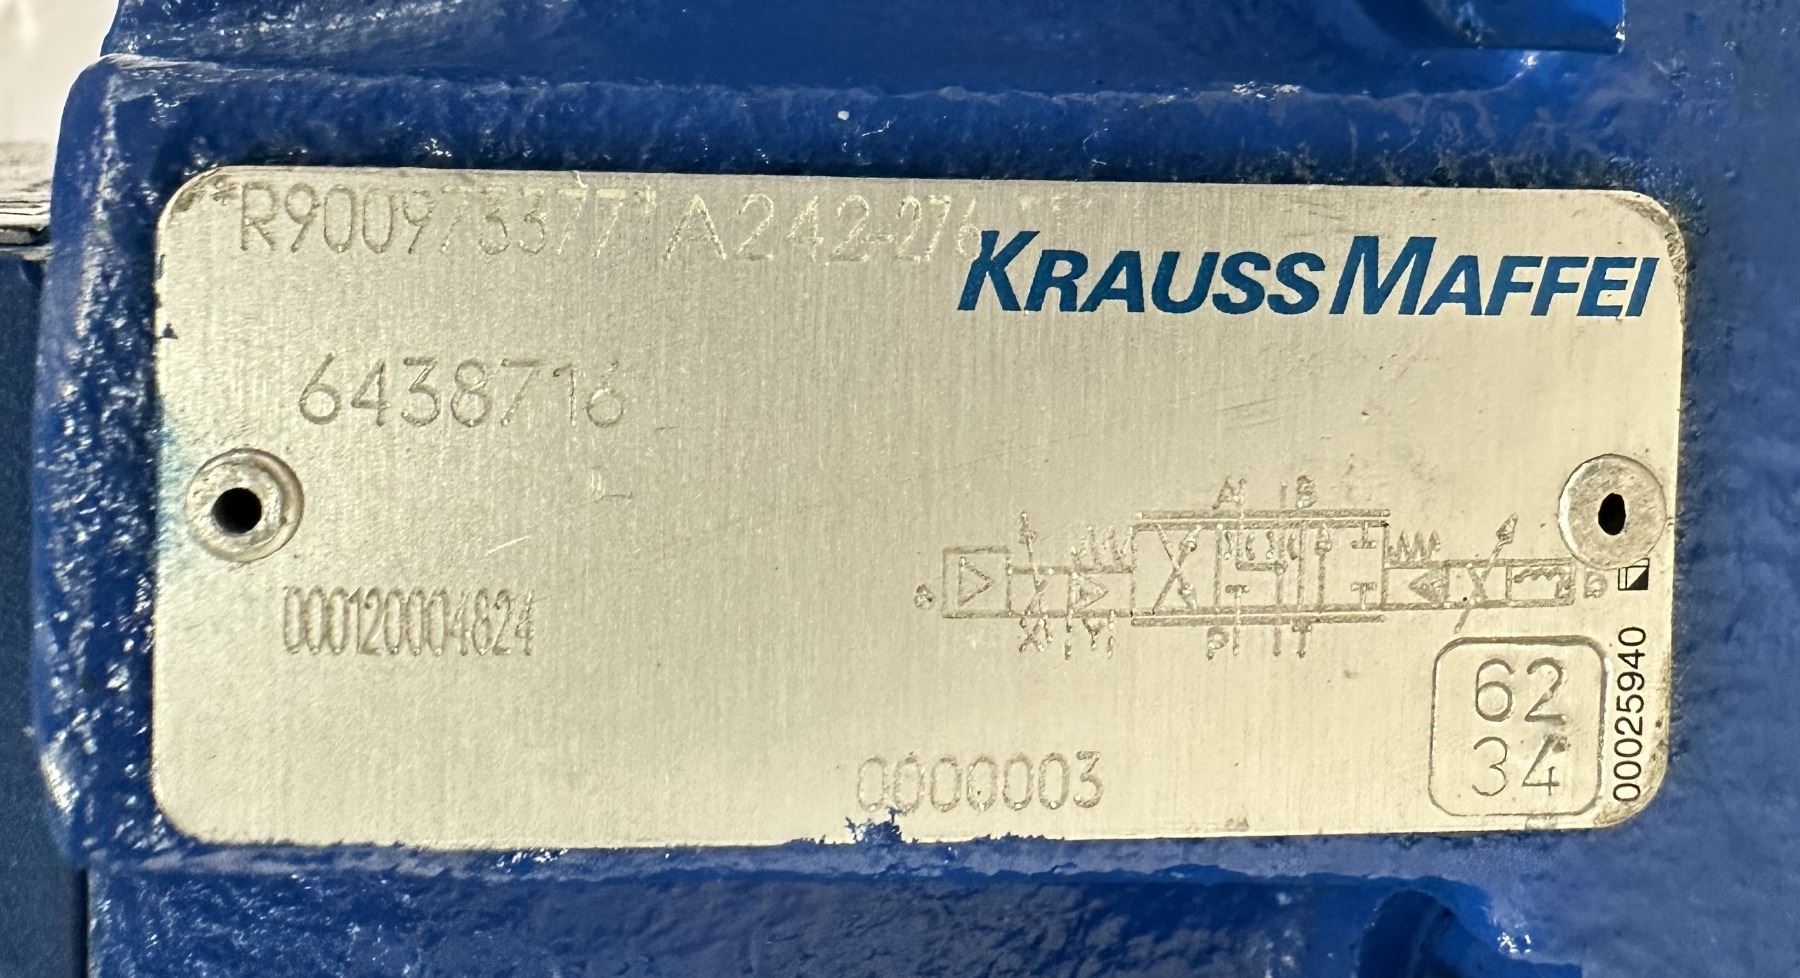 *R900973377* A242-276
KRAUSSMAFFEI
6438716
000120004824
A B
a
b
X Y P T
62
34
00025940
0000003